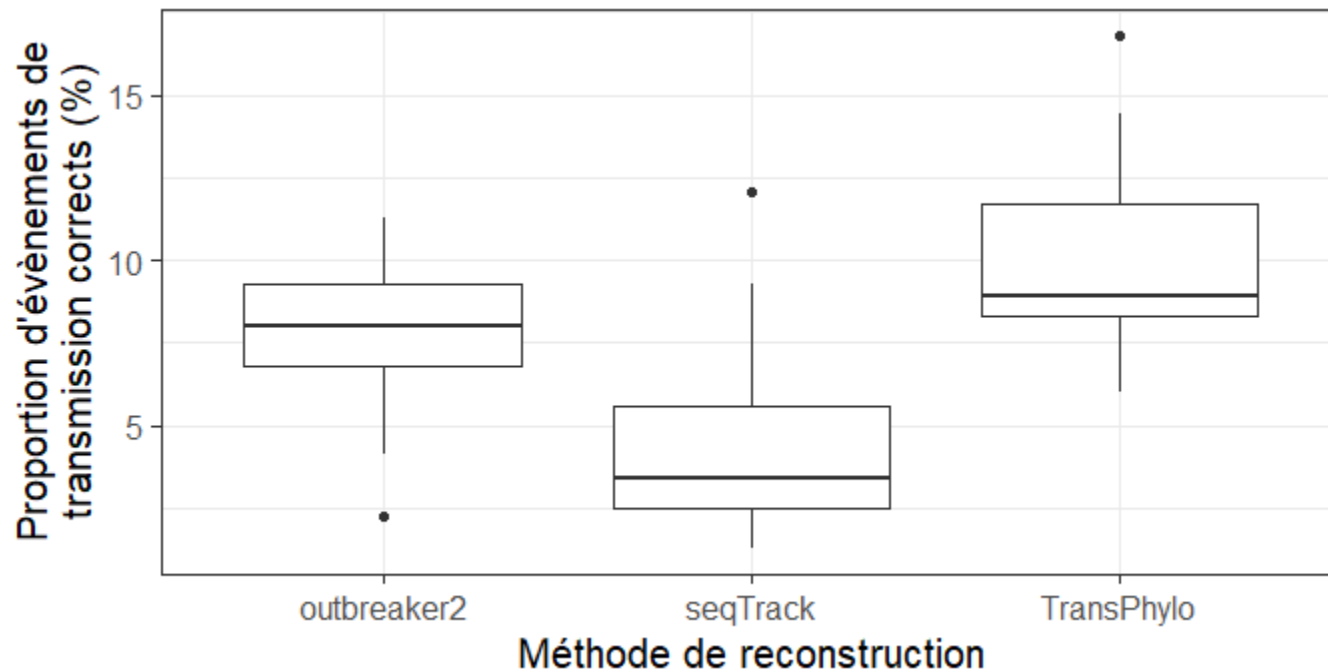 Proportion d'évènements de
transmission corrects (%)
15
10
5
outbreaker2
seqTrack
TransPhylo
Méthode de reconstruction